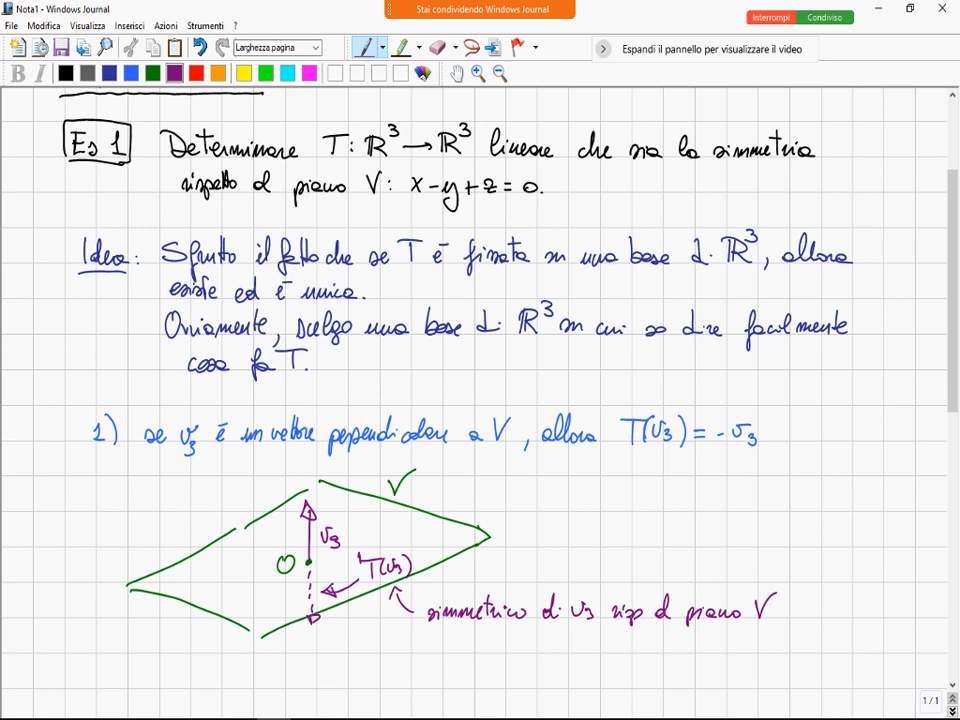 Nota1 - Windows Journal
Stai condividendo Windows Journal
File Modifica Visualizza Inserisci Azioni Strumenti ?
Interrompi Condiviso
Larghezza pagina
Espandi il pannello per visualizzare il video
B I
Es 1 Determinare T: ℝ³ → ℝ³ lineare che sia la simmetria
rispetto al piano V: x - y + z = 0.
Idea: Sfrutto il fatto che se T è fissata su una base di ℝ³, allora
esiste ed è unica.
Ovviamente, scelgo una base di ℝ³ su cui so dire facilmente
cosa fa T.
1) se v₃ è un vettore perpendicolare a V, allora T(v₃) = -v₃
V
v₃
O
T(v₃)
simmetrico di v₃ risp al piano V
1 / 1